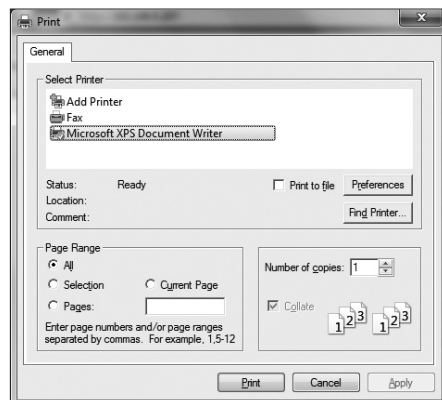 Print
General
Select Printer
Add Printer
Fax
Microsoft XPS Document Writer
Status: Ready
Print to file
Preferences
Location:
Comment:
Find Printer...
Page Range
All
Selection
Current Page
Pages:
Enter page numbers and/or page ranges
separated by commas. For example, 1,5-12
Number of copies: 1
Collate
1 2 3 1 2 3
Print
Cancel
Apply